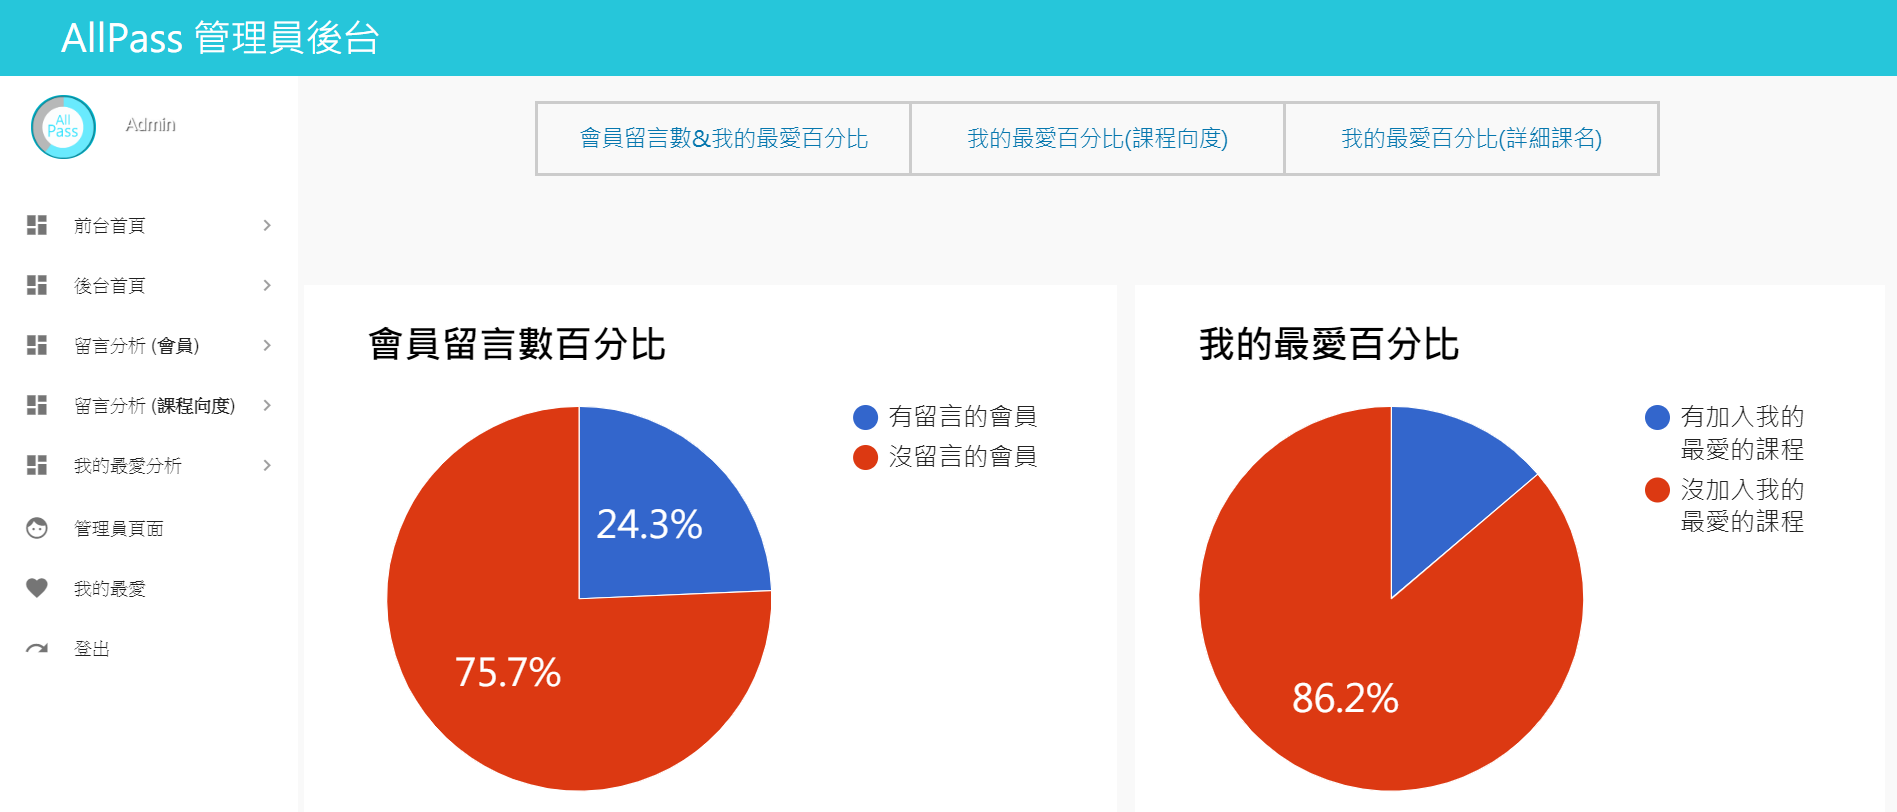 AllPass 管理員後台
All
Pass
Admin
前台首頁
後台首頁
留言分析 (會員)
留言分析 (課程向度)
我的最愛分析
管理員頁面
我的最愛
登出
會員留言數&我的最愛百分比
我的最愛百分比(課程向度)
我的最愛百分比(詳細課名)
會員留言數百分比
24.3%
75.7%
有留言的會員
沒留言的會員
我的最愛百分比
86.2%
有加入我的
最愛的課程
沒加入我的
最愛的課程